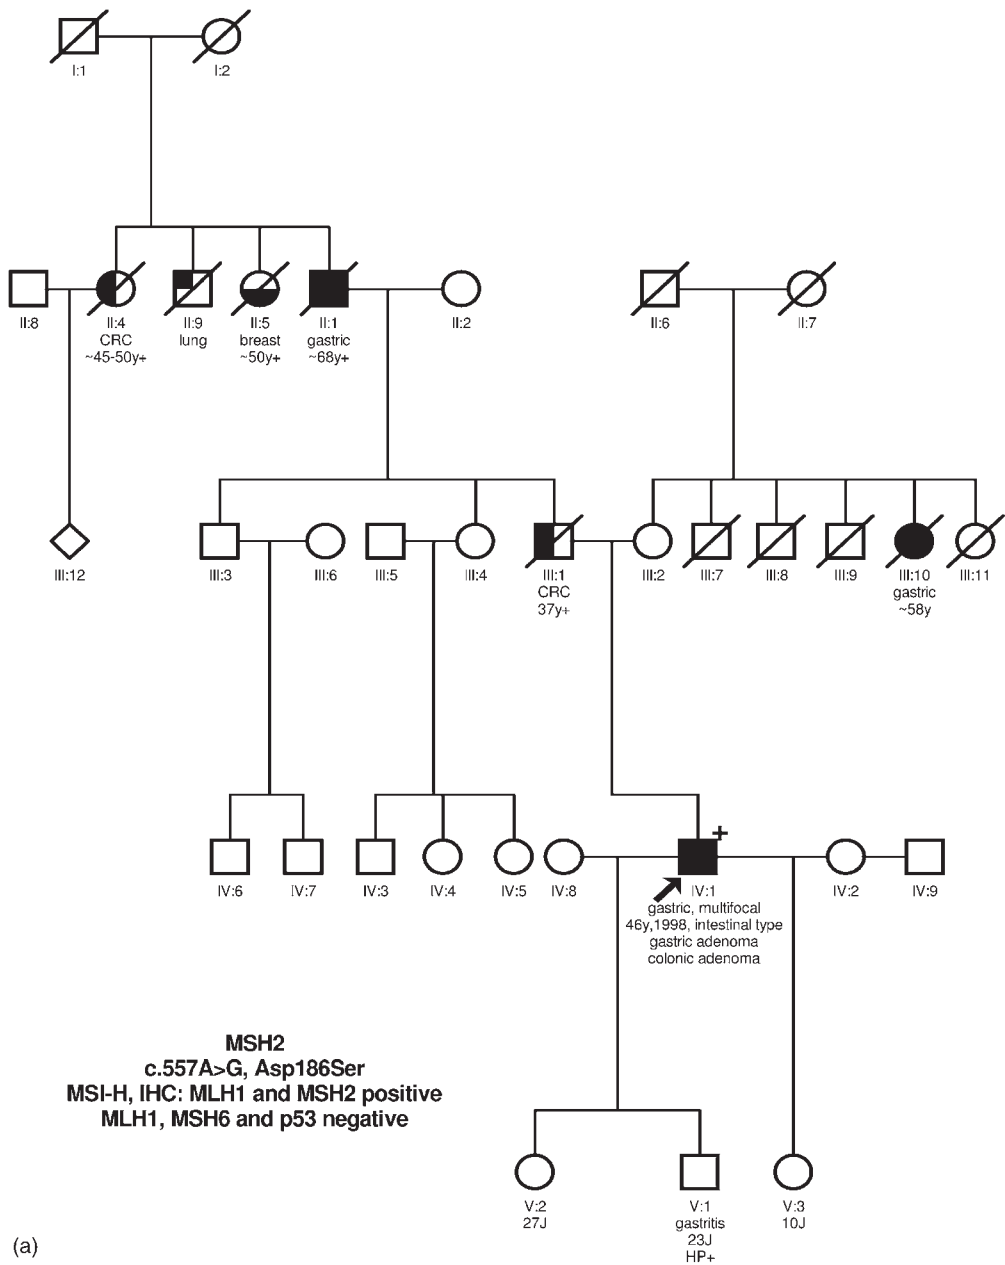 I:1
I:2
II:8
II:4
CRC
~45-50y+
II:9
lung
II:5
breast
~50y+
II:1
gastric
~68y+
II:2
II:6
II:7
III:12
III:3
III:6
III:5
III:4
III:1
CRC
37y+
III:2
III:7
III:8
III:9
III:10
gastric
~58y
III:11
IV:6
IV:7
IV:3
IV:4
IV:5
IV:8
+
IV:1
gastric, multifocal
46y,1998, intestinal type
gastric adenoma
colonic adenoma
IV:2
IV:9
MSH2
c.557A>G, Asp186Ser
MSI-H, IHC: MLH1 and MSH2 positive
MLH1, MSH6 and p53 negative
V:2
27J
V:1
gastritis
23J
HP+
V:3
10J
(a)